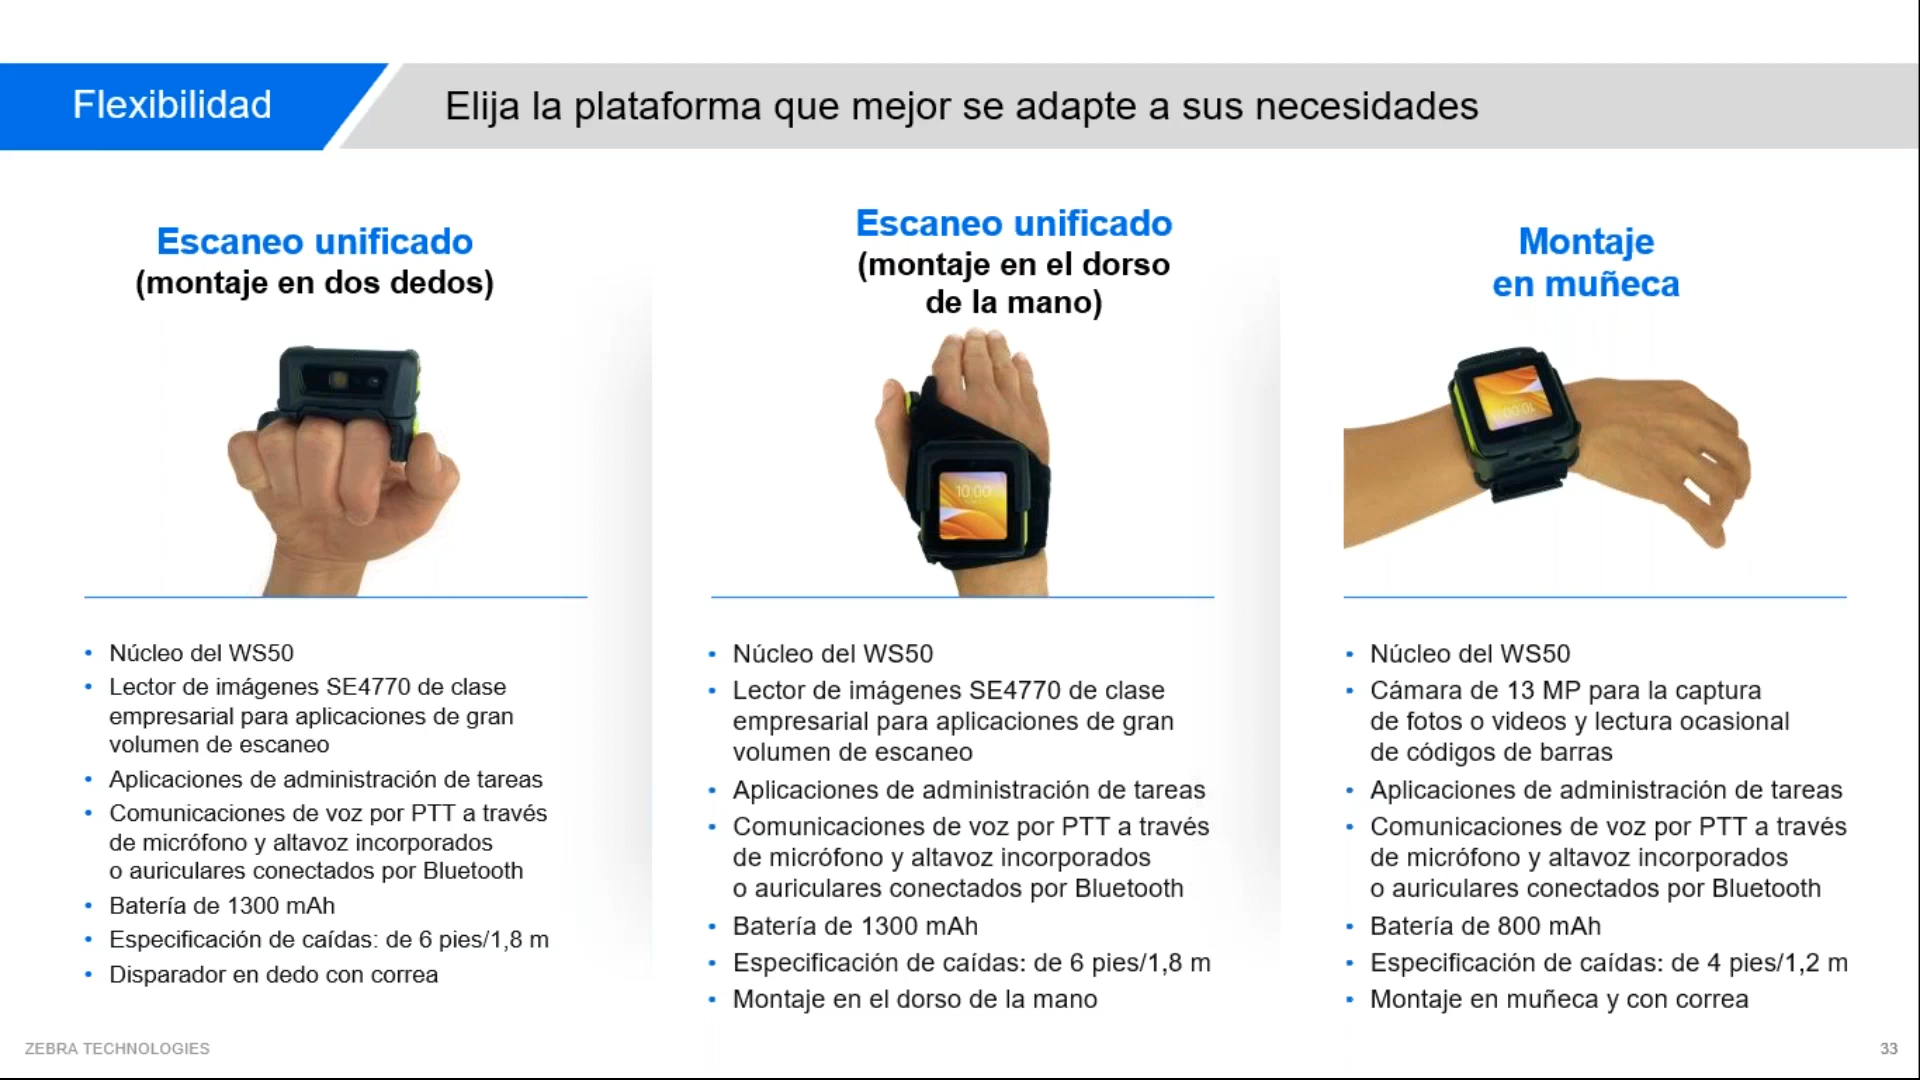 Flexibilidad
Elija la plataforma que mejor se adapte a sus necesidades
Escaneo unificado
(montaje en dos dedos)
Núcleo del WS50
Lector de imágenes SE4770 de clase
empresarial para aplicaciones de gran
volumen de escaneo
Aplicaciones de administración de tareas
Comunicaciones de voz por PTT a través
de micrófono y altavoz incorporados
o auriculares conectados por Bluetooth
Batería de 1300 mAh
Especificación de caídas: de 6 pies/1,8 m
Disparador en dedo con correa
Escaneo unificado
(montaje en el dorso
de la mano)
10:00
Núcleo del WS50
Lector de imágenes SE4770 de clase
empresarial para aplicaciones de gran
volumen de escaneo
Aplicaciones de administración de tareas
Comunicaciones de voz por PTT a través
de micrófono y altavoz incorporados
o auriculares conectados por Bluetooth
Batería de 1300 mAh
Especificación de caídas: de 6 pies/1,8 m
Montaje en el dorso de la mano
Montaje
en muñeca
10:00
Núcleo del WS50
Cámara de 13 MP para la captura
de fotos o videos y lectura ocasional
de códigos de barras
Aplicaciones de administración de tareas
Comunicaciones de voz por PTT a través
de micrófono y altavoz incorporados
o auriculares conectados por Bluetooth
Batería de 800 mAh
Especificación de caídas: de 4 pies/1,2 m
Montaje en muñeca y con correa
ZEBRA TECHNOLOGIES
33